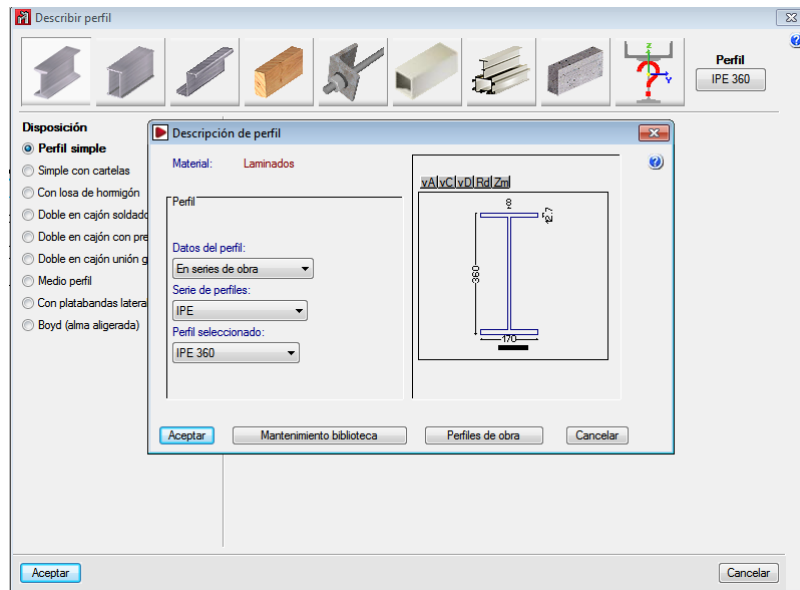 Describir perfil
Perfil
IPE 360
Disposición
Perfil simple
Simple con cartelas
Con losa de hormigón
Doble en cajón soldado
Doble en cajón con pre
Doble en cajón unión g
Medio perfil
Con platabandas latera
Boyd (alma aligerada)
Descripción de perfil
Material: Laminados
Perfil
Datos del perfil:
En series de obra
Serie de perfiles:
IPE
Perfil seleccionado:
IPE 360
vA vC vD Rd Zm
8
12.7
360
170
Aceptar Mantenimiento biblioteca Perfiles de obra Cancelar
Aceptar Cancelar